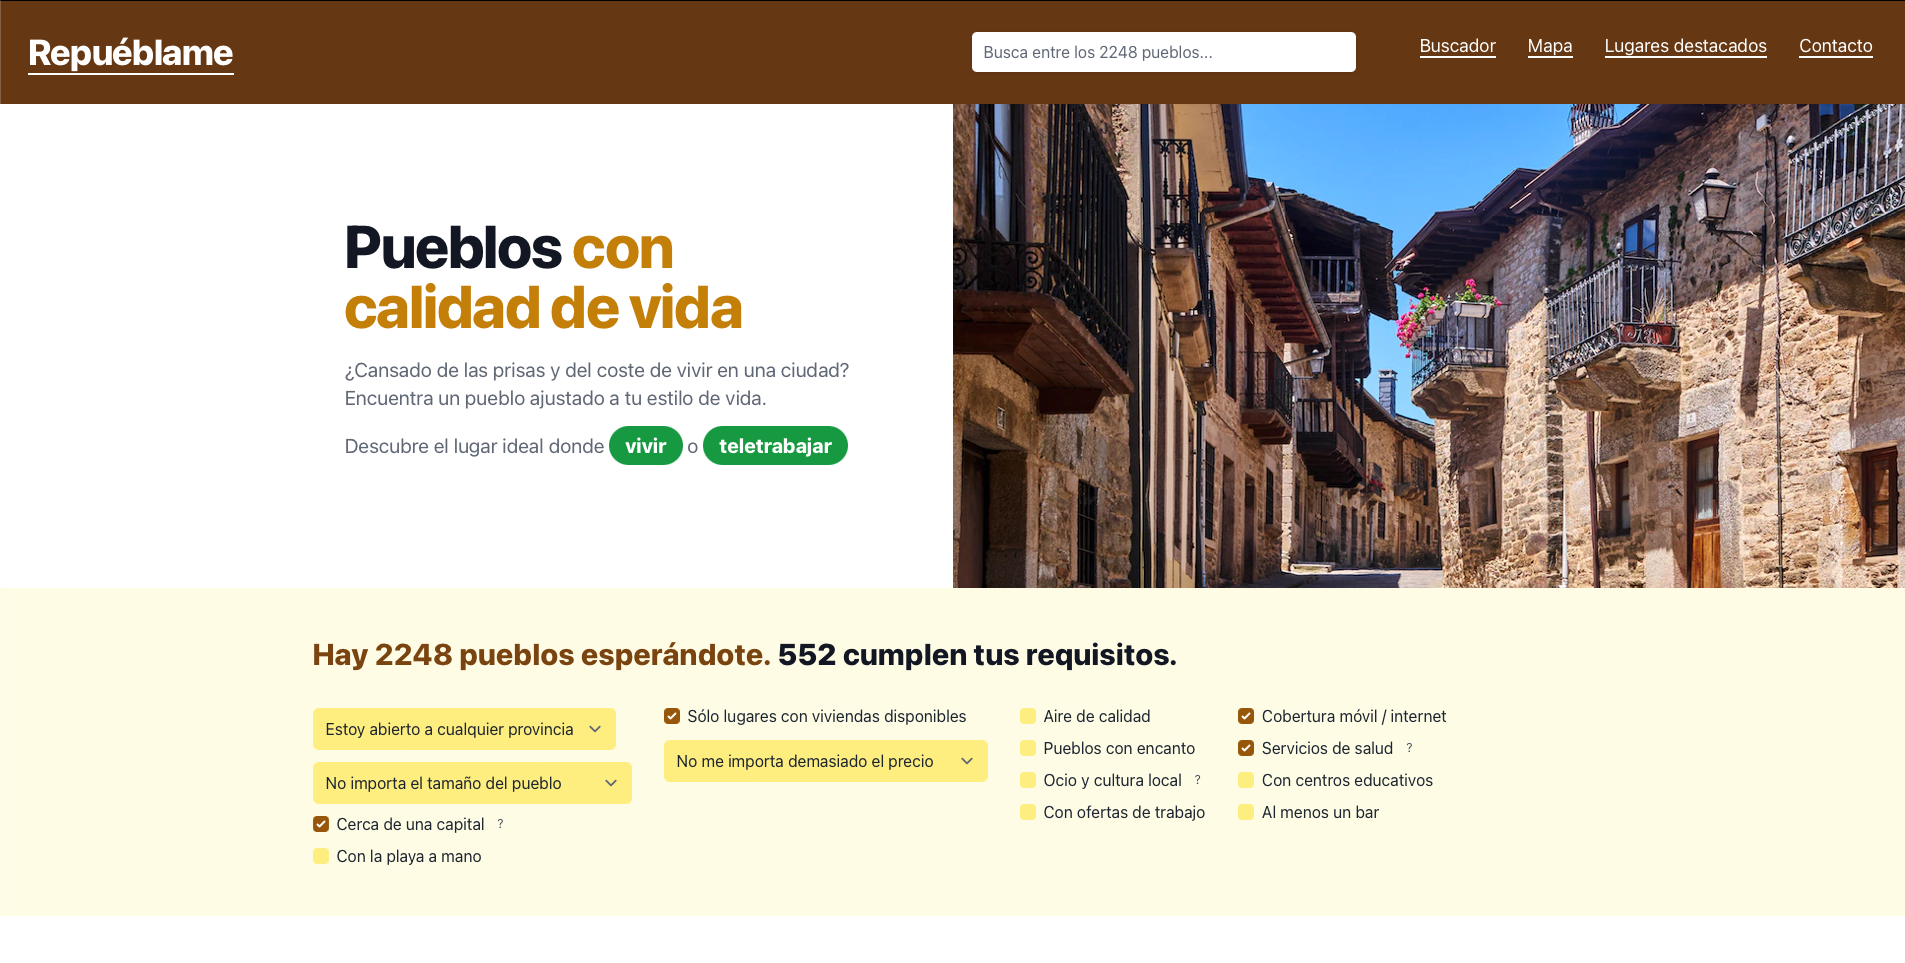 Repuéblame
Busca entre los 2248 pueblos...
Buscador
Mapa
Lugares destacados
Contacto
Pueblos con
calidad de vida
¿Cansado de las prisas y del coste de vivir en una ciudad?
Encuentra un pueblo ajustado a tu estilo de vida.
Descubre el lugar ideal donde vivir o teletrabajar
Hay 2248 pueblos esperándote. 552 cumplen tus requisitos.
Estoy abierto a cualquier provincia
No importa el tamaño del pueblo
Cerca de una capital ?
Con la playa a mano
Sólo lugares con viviendas disponibles
No me importa demasiado el precio
Aire de calidad
Pueblos con encanto
Ocio y cultura local ?
Con ofertas de trabajo
Cobertura móvil / internet
Servicios de salud ?
Con centros educativos
Al menos un bar